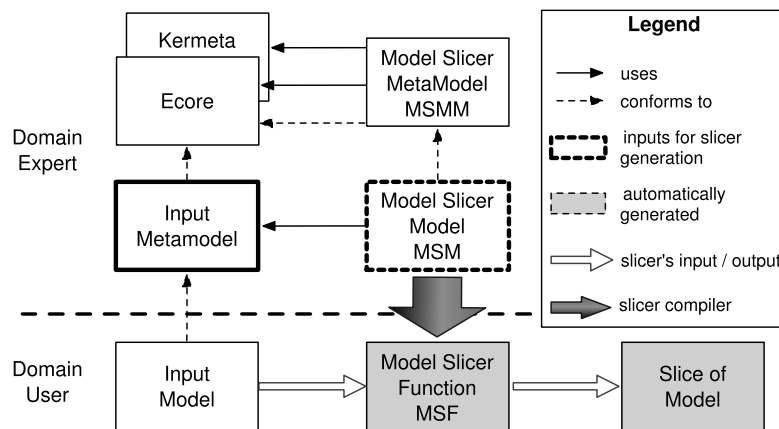 Kermeta
Ecore
Model Slicer
MetaModel
MSMM
Domain
Expert
Input
Metamodel
Model Slicer
Model
MSM
Domain
User
Input
Model
Model Slicer
Function
MSF
Slice of
Model
Legend
uses
conforms to
inputs for slicer
generation
automatically
generated
slicer's input / output
slicer compiler